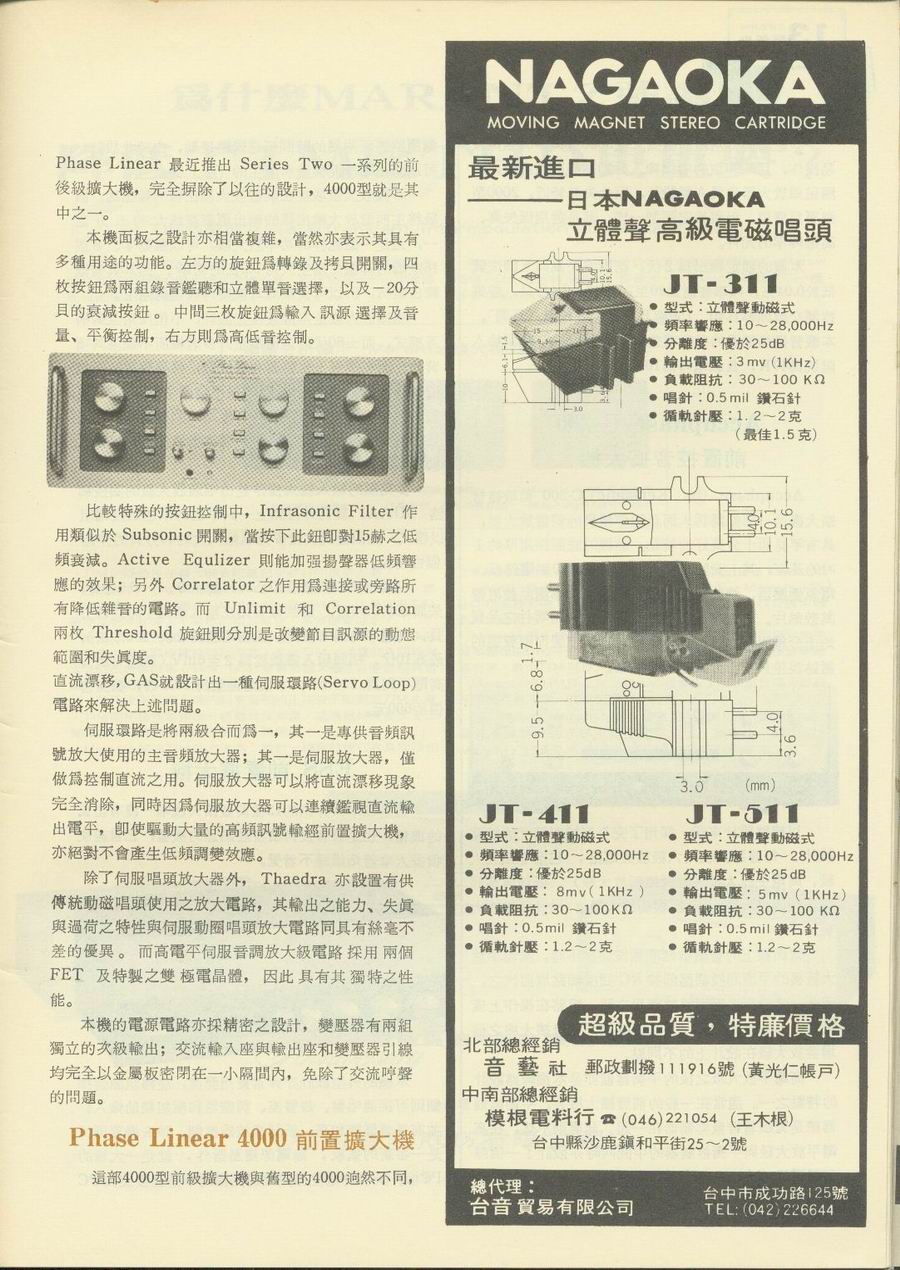 Phase Linear 最近推出 Series Two 一系列的前
後級擴大機，完全摒除了以往的設計，4000型就是其
中之一。
本機面板之設計亦相當複雜，當然亦表示其具有
多種用途的功能。左方的旋鈕爲轉錄及拷貝開關，四
枚按鈕爲兩組錄音鑑聽和立體單音選擇，以及－20分
貝的衰減按鈕。中間三枚旋鈕爲輸入訊源選擇及音
量、平衡控制，右方則爲高低音控制。
比較特殊的按鈕控制中，Infrasonic Filter 作
用類似於 Subsonic 開關，當按下此鈕卽對15赫之低
頻衰減。Active Equlizer 則能加强揚聲器低頻響
應的效果；另外 Correlator 之作用爲連接或旁路所
有降低雜音的電路。而 Unlimit 和 Correlation
兩枚 Threshold 旋鈕則分別是改變節目訊源的動態
範圍和失眞度。
直流漂移，GAS就設計出一種伺服環路(Servo Loop)
電路來解決上述問題。
伺服環路是將兩級合而爲一，其一是專供音頻訊
號放大使用的主音頻放大器；其一是伺服放大器，僅
做爲控制直流之用。伺服放大器可以將直流漂移現象
完全消除，同時因爲伺服放大器可以連續鑑視直流輸
出電平，卽使驅動大量的高頻訊號輸經前置擴大機，
亦絕對不會產生低頻調變效應。
除了伺服唱頭放大器外，Thaedra 亦設置有供
傳統動磁唱頭使用之放大電路，其輸出之能力、失眞
與過荷之特性與伺服動圈唱頭放大電路同具有絲毫不
差的優異。而高電平伺服音調放大級電路採用兩個
FET 及特製之雙極電晶體，因此具有其獨特之性
能。
本機的電源電路亦採精密之設計，變壓器有兩組
獨立的次級輸出；交流輸入座與輸出座和變壓器引線
均完全以金屬板密閉在一小隔間內，免除了交流哼聲
的問題。
Phase Linear 4000 前置擴大機
這部4000型前級擴大機與舊型的4000逈然不同，
NAGAOKA
MOVING MAGNET STEREO CARTRIDGE
最新進口
——日本NAGAOKA
立體聲高級電磁唱頭
JT-311
● 型式：立體聲動磁式
● 頻率響應：10～28,000Hz
● 分離度：優於25dB
● 輸出電壓：3mv (1KHz)
● 負載阻抗：30～100 KΩ
● 唱針：0.5mil 鑽石針
● 循軌針壓：1.2～2克
（最佳1.5克）
4.0
10.1
15.6
1.7
6.8
9.5
4.0
3.6
3.0 (mm)
JT-411
● 型式：立體聲動磁式
● 頻率響應：10～28,000Hz
● 分離度：優於25dB
● 輸出電壓：8mv (1KHz)
● 負載阻抗：30～100KΩ
● 唱針：0.5mil 鑽石針
● 循軌針壓：1.2～2克
JT-511
● 型式：立體聲動磁式
● 頻率響應：10～28,000Hz
● 分離度：優於25dB
● 輸出電壓：5mv (1KHz)
● 負載阻抗：30～100 KΩ
● 唱針：0.5mil 鑽石針
● 循軌針壓：1.2～2克
超級品質，特廉價格
北部總經銷
音藝社 郵政劃撥111916號 (黃光仁帳戶)
中南部總經銷
模根電料行 ☎ (046)221054 (王木根)
台中縣沙鹿鎭和平街25～2號
總代理：
台音貿易有限公司
台中市成功路125號
TEL:(042)226644